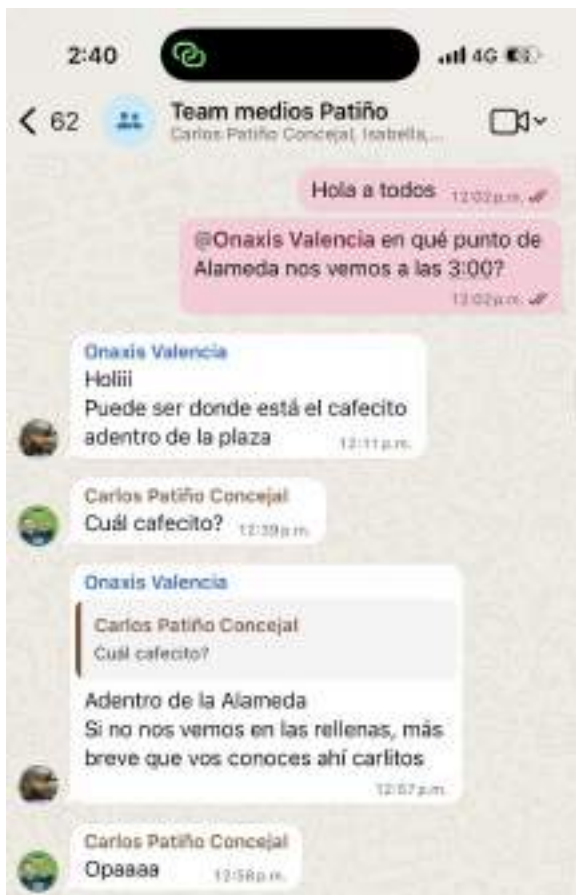 2:40
4G
62
Team medios Patiño
Carlos Patiño Concejal, Isabella,...
Hola a todos 12:02 p.m.
@Onaxis Valencia en qué punto de
Alameda nos vemos a las 3:00?
12:02 p.m.
Onaxis Valencia
Holiii
Puede ser donde está el cafecito
adentro de la plaza 12:11 p.m.
Carlos Patiño Concejal
Cuál cafecito? 12:39 p.m.
Onaxis Valencia
Carlos Patiño Concejal
Cuál cafecito?
Adentro de la Alameda
Si no nos vemos en las rellenas, más
breve que vos conoces ahí carlitos
12:57 p.m.
Carlos Patiño Concejal
Opaaaa 12:58 p.m.